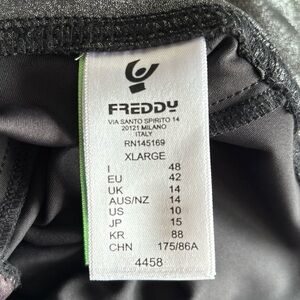 FREDDY
VIA SANTO SPIRITO 14
20121 MILANO
ITALY
RN145169
XLARGE
I 48
EU 42
UK 14
AUS/NZ 14
US 10
JP 15
KR 88
CHN 175/86A
4458